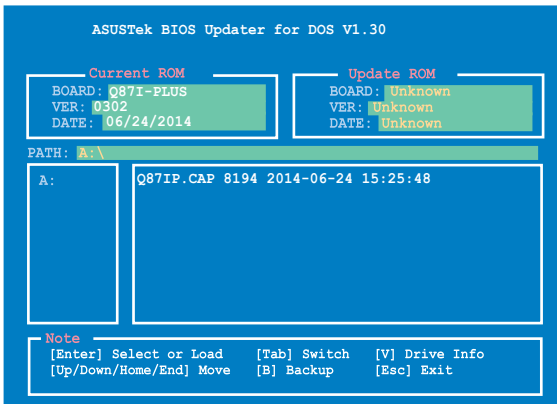 ASUSTek BIOS Updater for DOS V1.30
Current ROM
BOARD: Q87I-PLUS
VER: 0302
DATE: 06/24/2014
Update ROM
BOARD: Unknown
VER: Unknown
DATE: Unknown
PATH: A:\
A:
Q87IP.CAP 8194 2014-06-24 15:25:48
Note
[Enter] Select or Load [Tab] Switch [V] Drive Info
[Up/Down/Home/End] Move [B] Backup [Esc] Exit